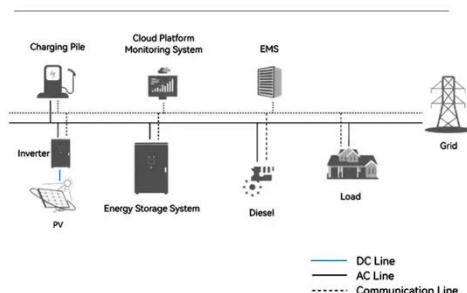 Charging Pile
Cloud Platform
Monitoring System
EMS
Grid
Inverter
PV
Energy Storage System
Diesel
Load
DC Line
AC Line
Communication Line